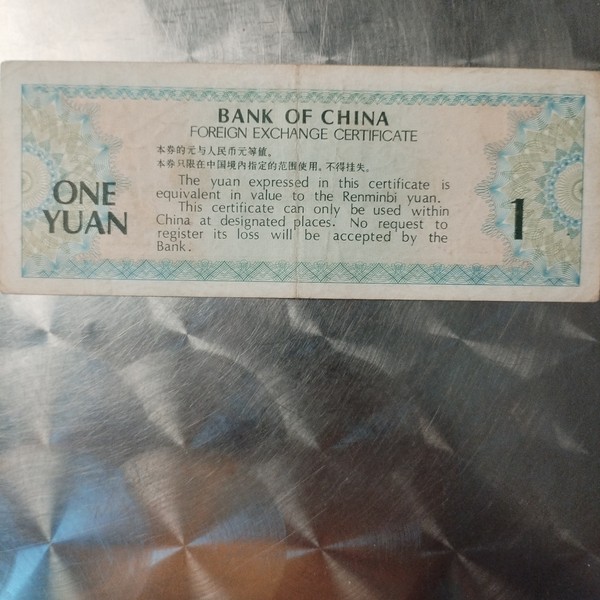 BANK OF CHINA
FOREIGN EXCHANGE CERTIFICATE
本券的元与人民币元等值。
本券只限在中国境内指定的范围使用，不得挂失。
The yuan expressed in this certificate is
equivalent in value to the Renminbi yuan.
This certificate can only be used within
China at designated places. No request to
register its loss will be accepted by the
Bank.
ONE
YUAN
1